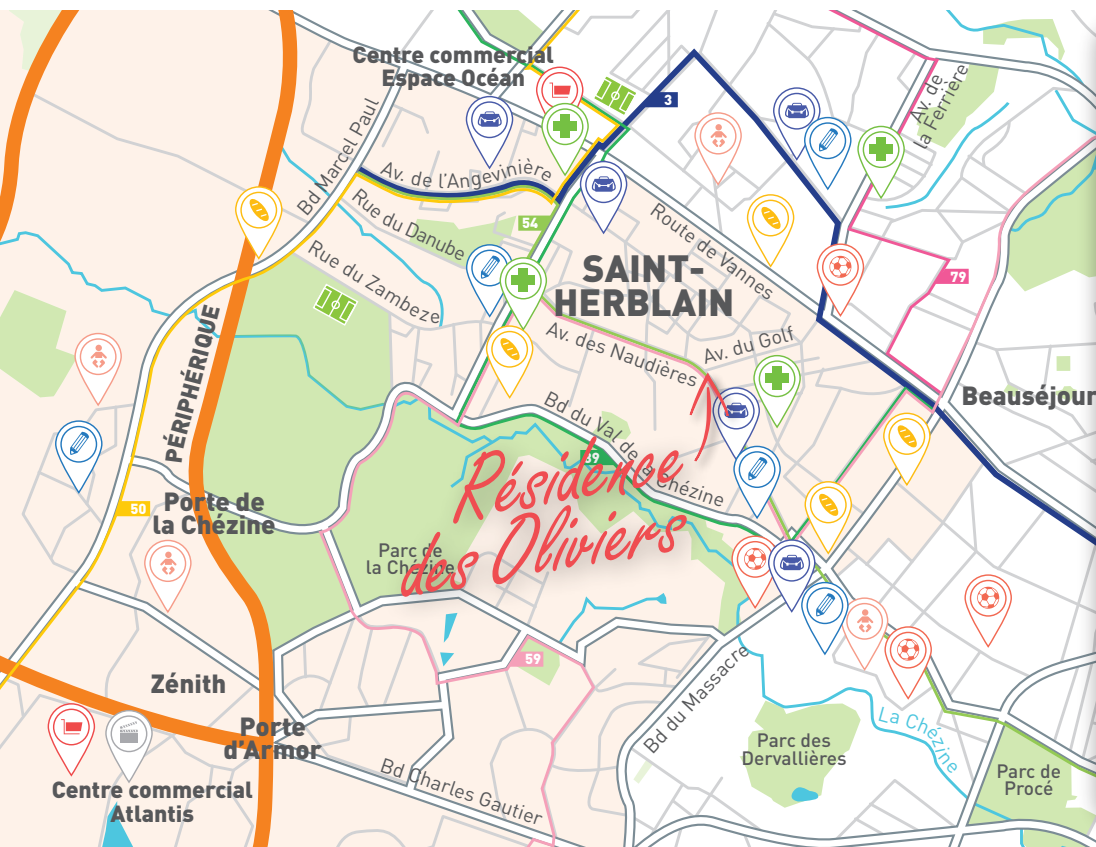 Centre commercial
Espace Océan
3
Av. de
la Ferrière
Bd Marcel Paul
Av. de l'Angevinière
Rue du Danube
54
Route de Vannes
Rue du Zambeze
SAINT-
HERBLAIN
79
PÉRIPHÉRIQUE
Av. des Naudières
Av. du Golf
Beauséjour
Bd du Val de la Chézine
89
Résidence
des Oliviers
50
Porte de
la Chézine
Parc de
la Chézine
59
Zénith
Porte
d'Armor
Bd du Massacre
La Chézine
Parc des
Dervallières
Parc de
Procé
Centre commercial
Atlantis
Bd Charles Gautier